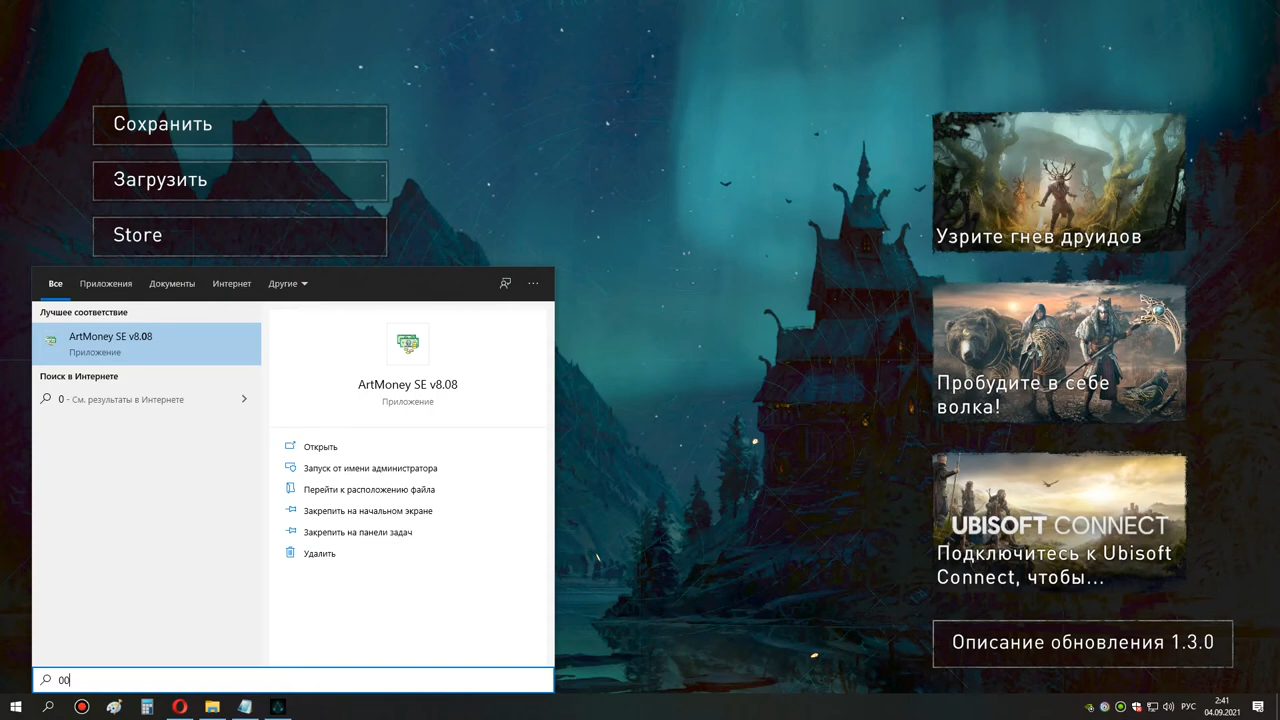 Сохранить
Загрузить
Store
Все Приложения Документы Интернет Другие
Лучшее соответствие
ArtMoney SE v8.08
Приложение
Поиск в Интернете
0 - См. результаты в Интернете
ArtMoney SE v8.08
Приложение
Открыть
Запуск от имени администратора
Перейти к расположению файла
Закрепить на начальном экране
Закрепить на панели задач
Удалить
00
Узрите гнев друидов
Пробудите в себе
волка!
UBISOFT CONNECT
Подключитесь к Ubisoft
Connect, чтобы...
Описание обновления 1.3.0
РУС
2:41
04.09.2021